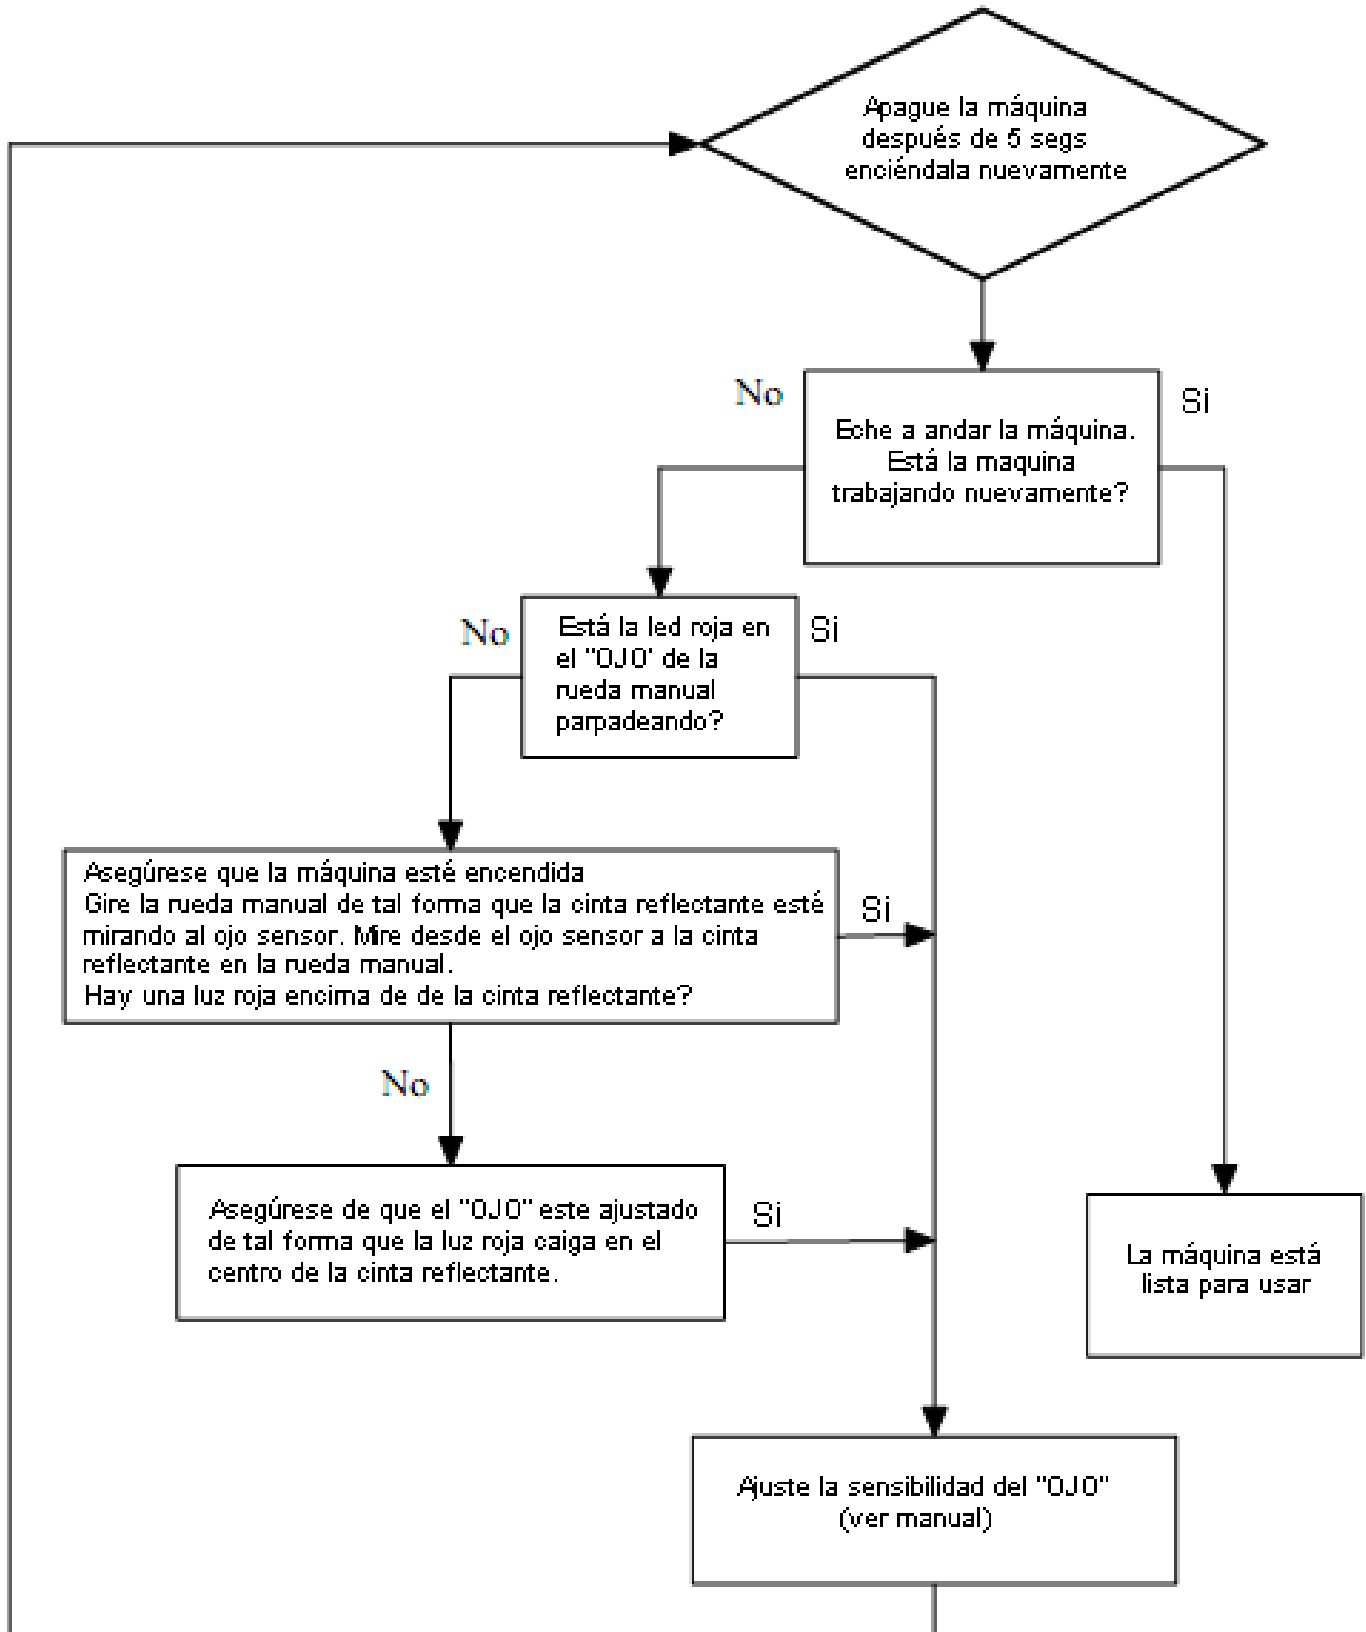 Apague la máquina
después de 5 segs
enciéndala nuevamente
No
Si
Eche a andar la máquina.
Está la maquina
trabajando nuevamente?
No
Si
Está la led roja en
el "OJO' de la
rueda manual
parpadeando?
Asegúrese que la máquina esté encendida
Gire la rueda manual de tal forma que la cinta reflectante esté
mirando al ojo sensor. Mire desde el ojo sensor a la cinta
reflectante en la rueda manual.
Hay una luz roja encima de de la cinta reflectante?
Si
No
Asegúrese de que el "OJO" este ajustado
de tal forma que la luz roja caiga en el
centro de la cinta reflectante.
Si
La máquina está
lista para usar
Ajuste la sensibilidad del "OJO"
(ver manual)